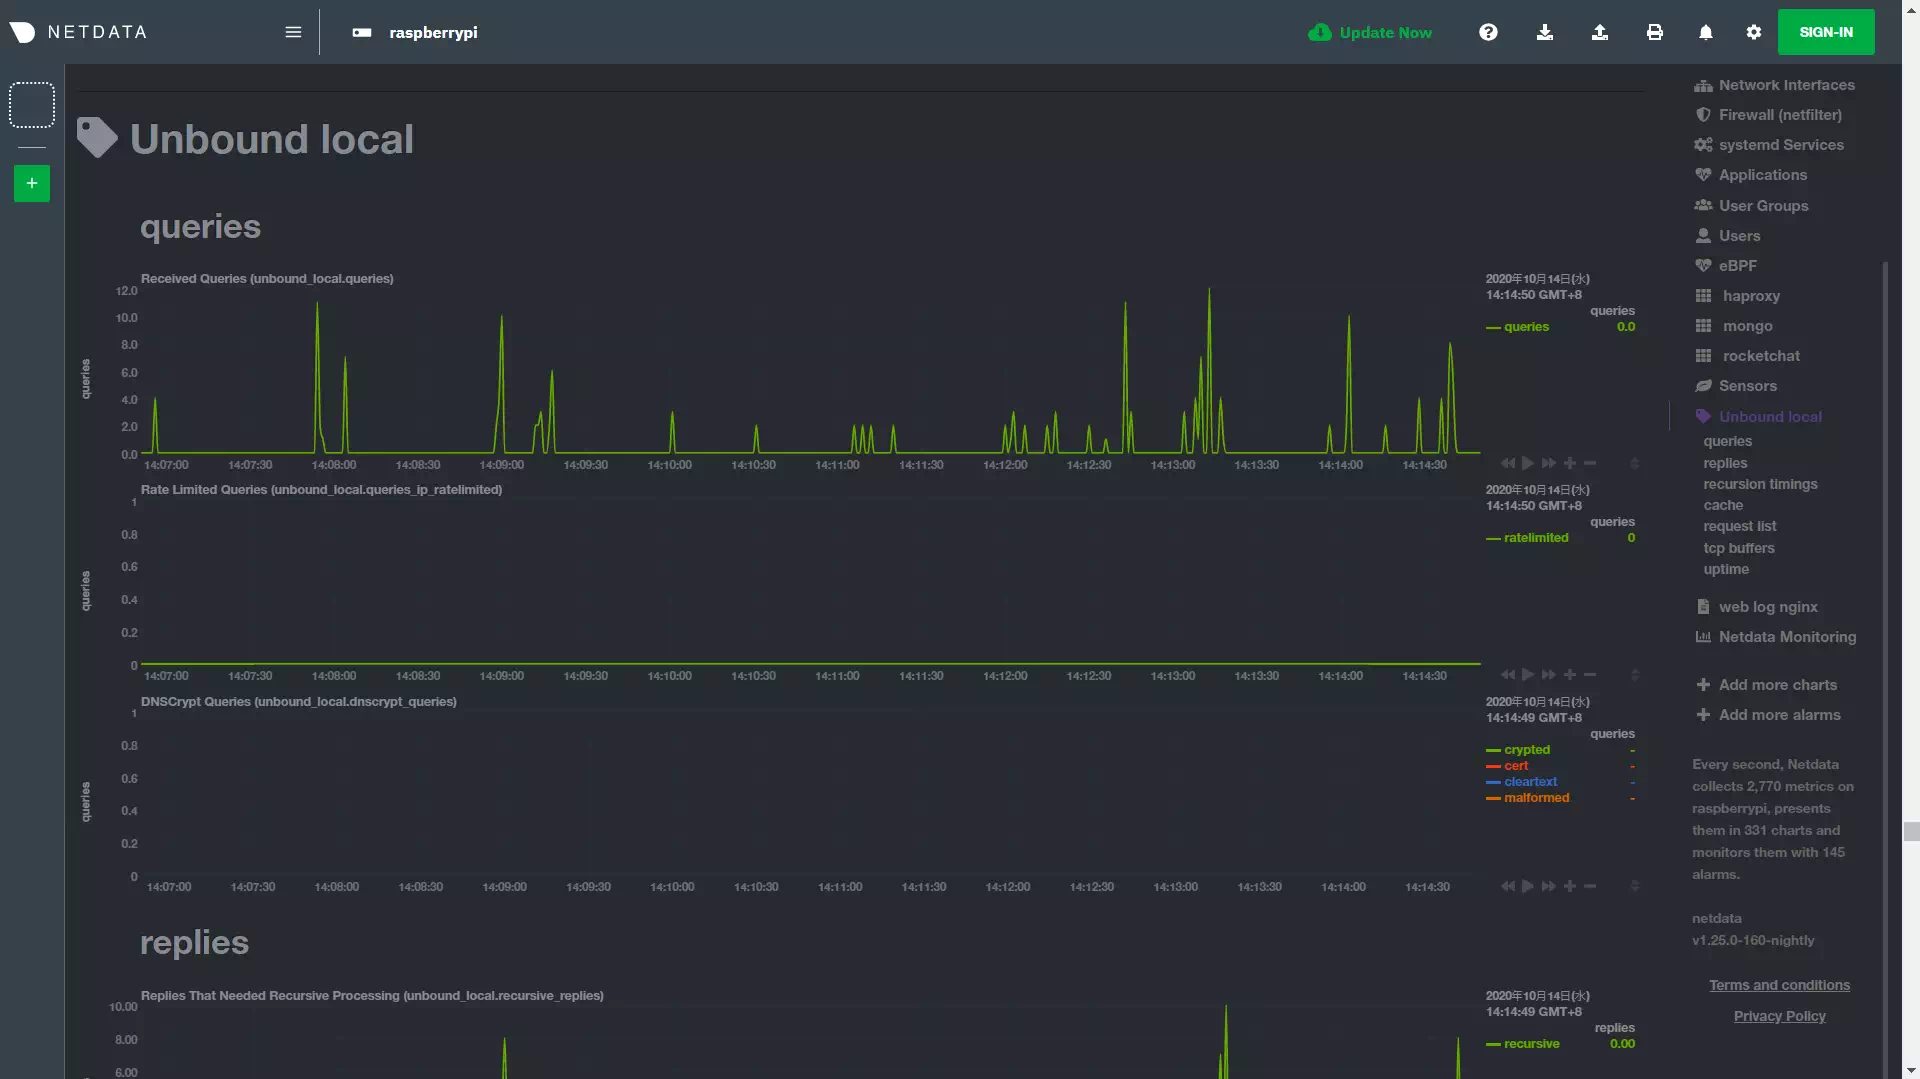 NETDATA
raspberrypi
Update Now
SIGN-IN
Unbound local
queries
Received Queries (unbound_local.queries)
12.0
10.0
8.0
6.0
4.0
2.0
0.0
queries
14:07:00 14:07:30 14:08:00 14:08:30 14:09:00 14:09:30 14:10:00 14:10:30 14:11:00 14:11:30 14:12:00 14:12:30 14:13:00 14:13:30 14:14:00 14:14:30
2020年10月14日(水)
14:14:50 GMT+8
queries
queries 0.0
Rate Limited Queries (unbound_local.queries_ip_ratelimited)
1
0.8
0.6
0.4
0.2
0
queries
14:07:00 14:07:30 14:08:00 14:08:30 14:09:00 14:09:30 14:10:00 14:10:30 14:11:00 14:11:30 14:12:00 14:12:30 14:13:00 14:13:30 14:14:00 14:14:30
2020年10月14日(水)
14:14:50 GMT+8
queries
ratelimited 0
DNSCrypt Queries (unbound_local.dnscrypt_queries)
1
0.8
0.6
0.4
0.2
0
queries
14:07:00 14:07:30 14:08:00 14:08:30 14:09:00 14:09:30 14:10:00 14:10:30 14:11:00 14:11:30 14:12:00 14:12:30 14:13:00 14:13:30 14:14:00 14:14:30
2020年10月14日(水)
14:14:49 GMT+8
queries
crypted -
cert -
cleartext -
malformed -
replies
Replies That Needed Recursive Processing (unbound_local.recursive_replies)
10.00
8.00
6.00
2020年10月14日(水)
14:14:49 GMT+8
replies
recursive 0.00
Network Interfaces
Firewall (netfilter)
systemd Services
Applications
User Groups
Users
eBPF
haproxy
mongo
rocketchat
Sensors
Unbound local
queries
replies
recursion timings
cache
request list
tcp buffers
uptime
web log nginx
Netdata Monitoring
Add more charts
Add more alarms
Every second, Netdata
collects 2,770 metrics on
raspberrypi, presents
them in 331 charts and
monitors them with 145
alarms.
netdata
v1.25.0-160-nightly
Terms and conditions
Privacy Policy